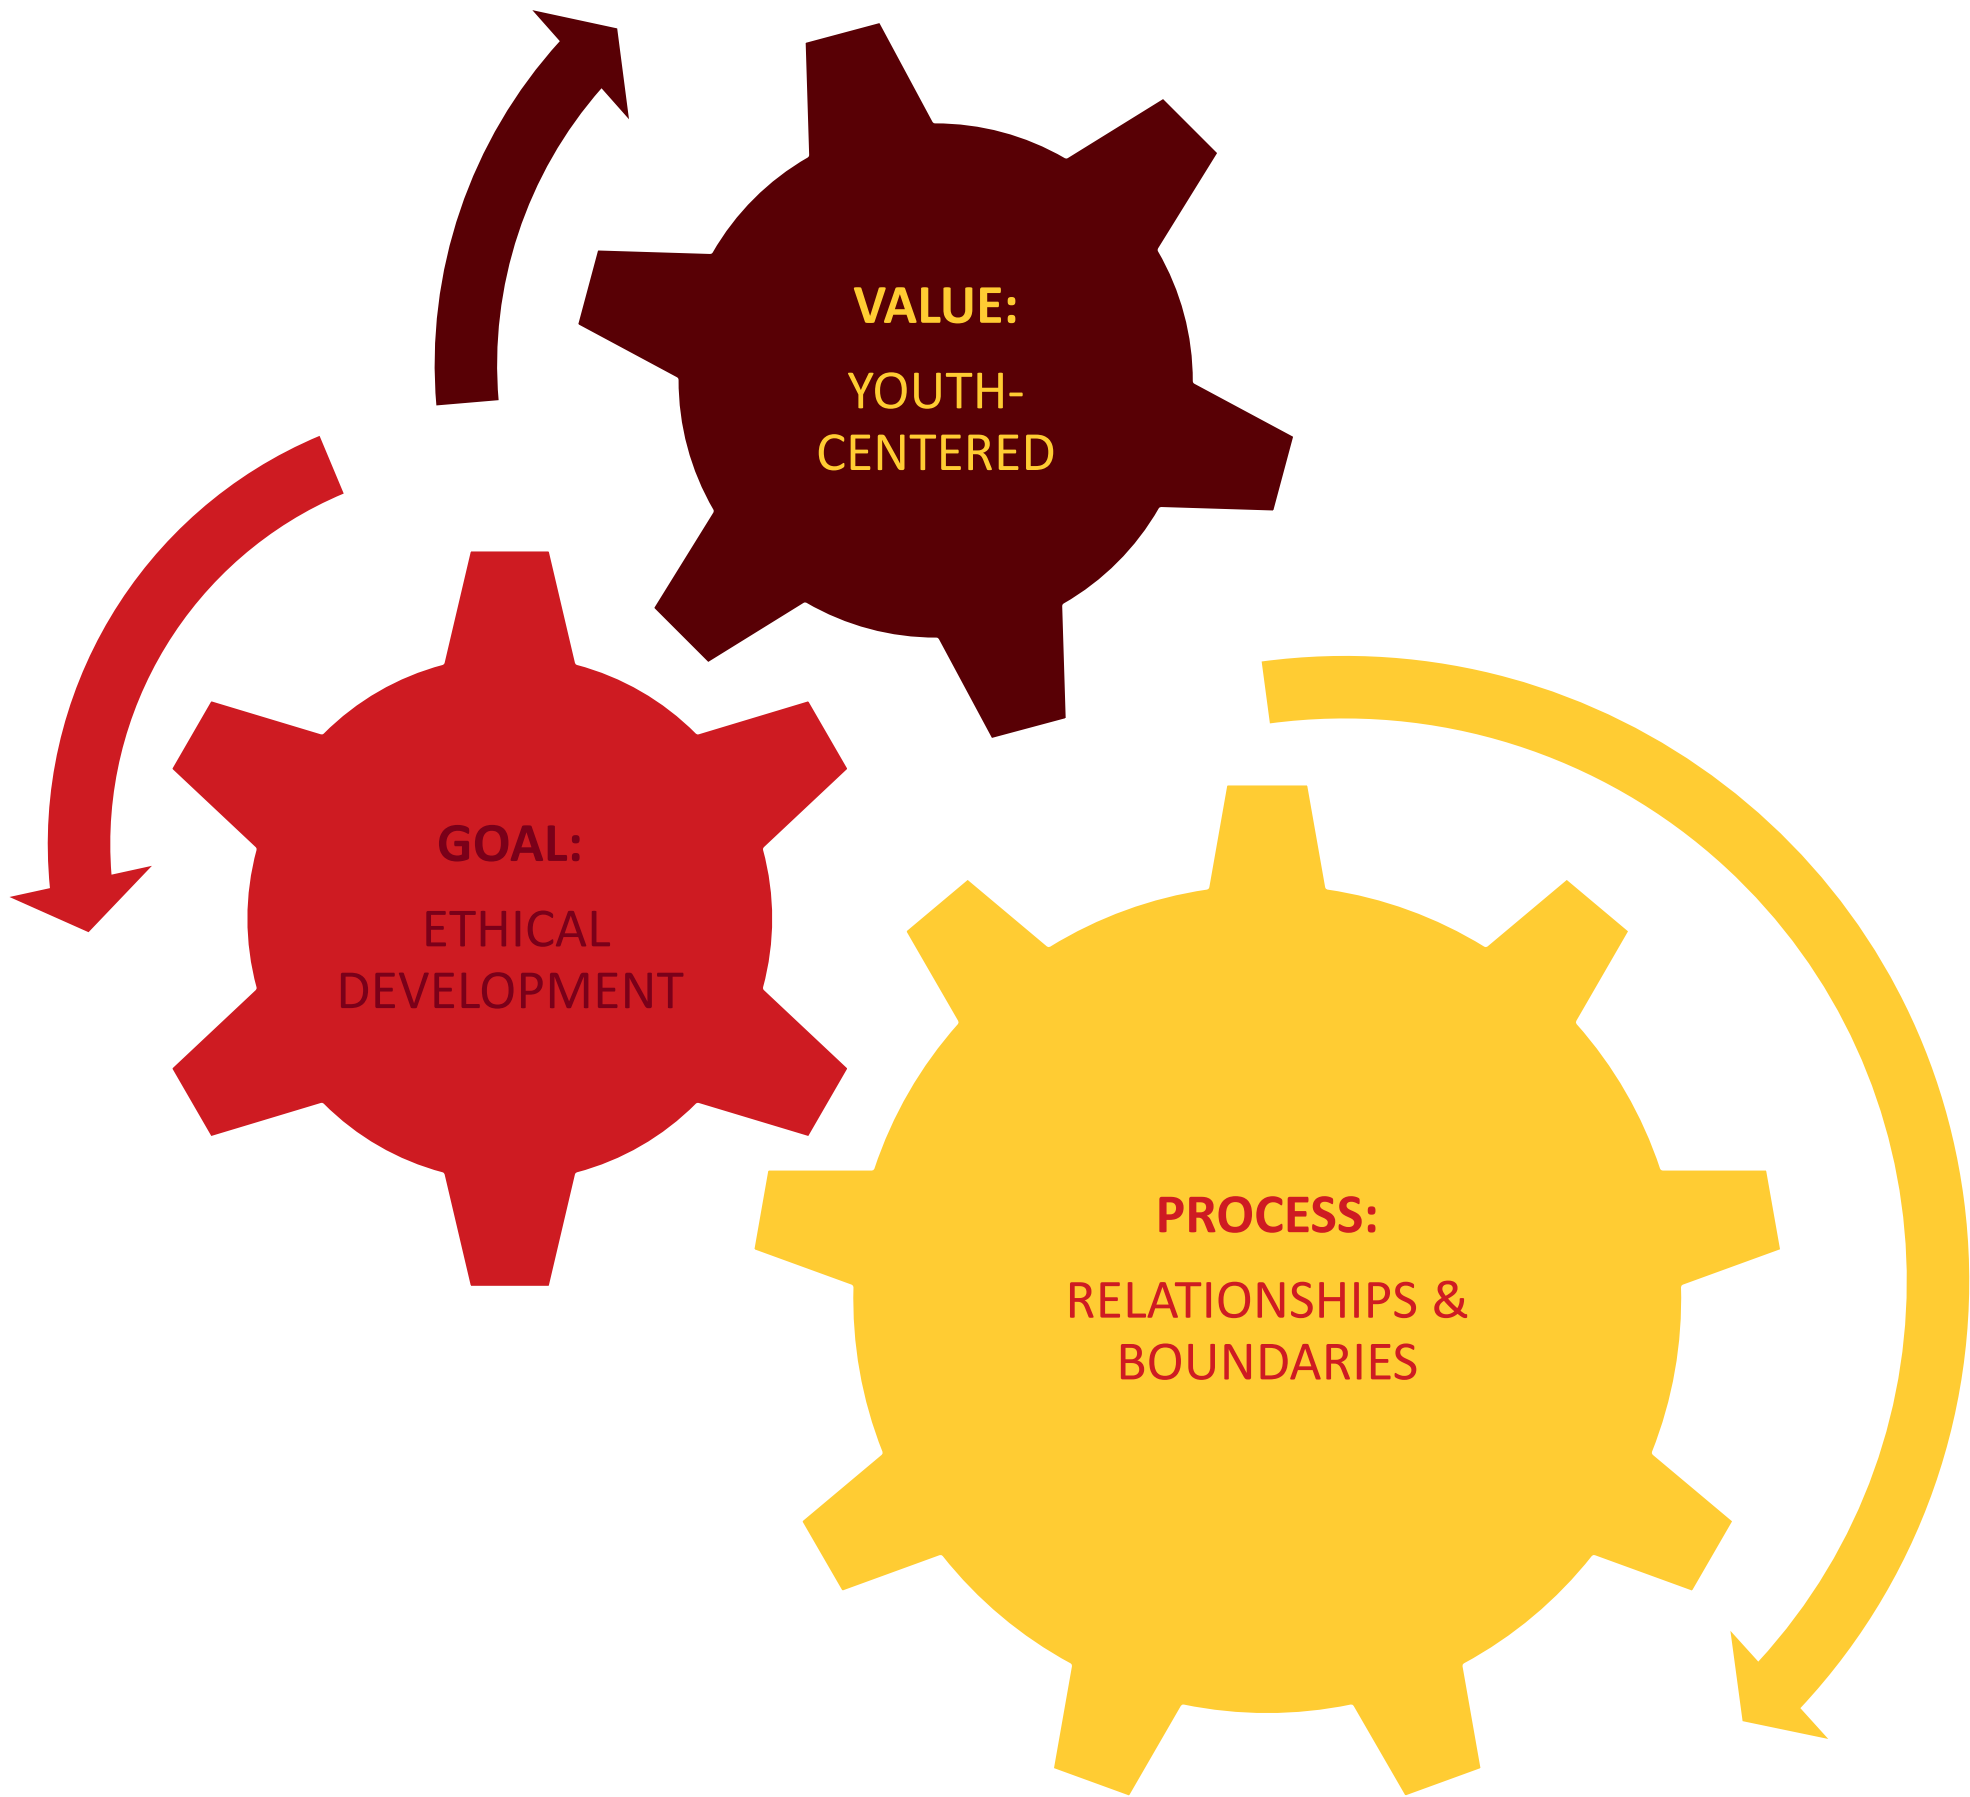 VALUE:
YOUTH-
CENTERED
GOAL:
ETHICAL
DEVELOPMENT
PROCESS:
RELATIONSHIPS &
BOUNDARIES